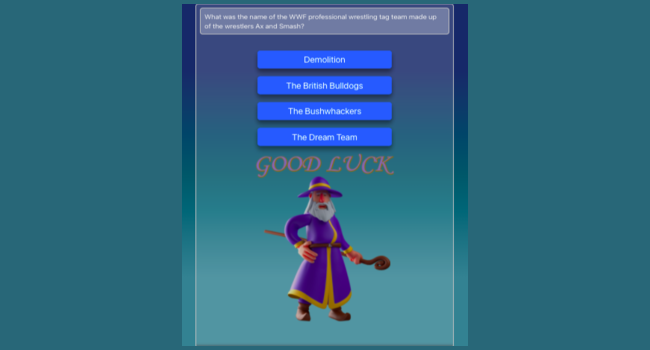 What was the name of the WWF professional wrestling tag team made up
of the wrestlers Ax and Smash?
Demolition
The British Bulldogs
The Bushwhackers
The Dream Team
GOOD LUCK